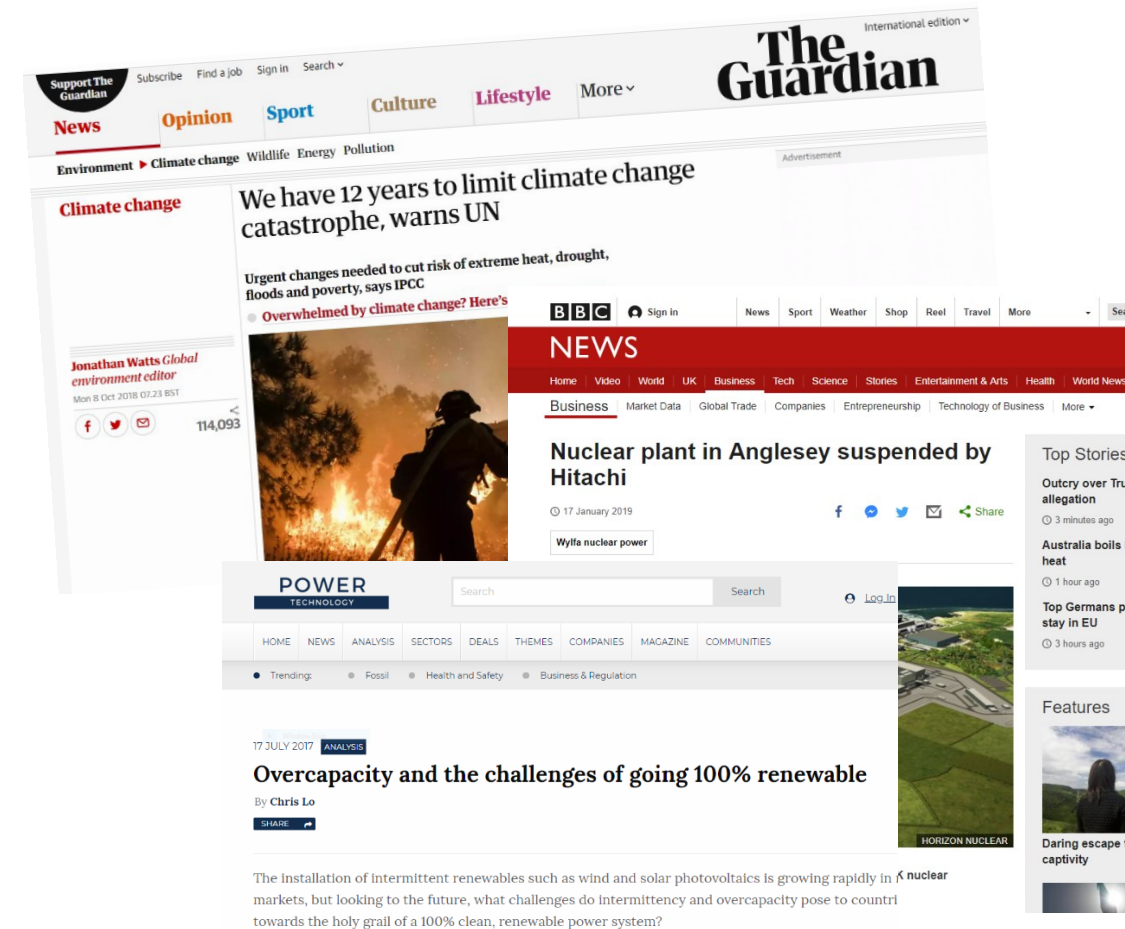 Support The
Guardian
Subscribe Find a job Sign in Search
International edition
The
Guardian
News Opinion Sport Culture Lifestyle More
Environment Climate change Wildlife Energy Pollution
Advertisement
Climate change
We have 12 years to limit climate change
catastrophe, warns UN
Urgent changes needed to cut risk of extreme heat, drought,
floods and poverty, says IPCC
Overwhelmed by climate change? Here's
Jonathan Watts Global
environment editor
Mon 8 Oct 2018 07.23 BST
114,093
BBC Sign in News Sport Weather Shop Reel Travel More
NEWS
Home Video World UK Business Tech Science Stories Entertainment & Arts Health World News
Business Market Data Global Trade Companies Entrepreneurship Technology of Business More
Nuclear plant in Anglesey suspended by
Hitachi
17 January 2019
Share
Wylfa nuclear power
HORIZON NUCLEAR
nuclear
Top Stories
Outcry over
allegation
3 minutes ago
Australia boils
heat
1 hour ago
Top Germans
stay in EU
3 hours ago
Features
Daring escape
captivity
POWER
TECHNOLOGY
Search Search Log In
HOME NEWS ANALYSIS SECTORS DEALS THEMES COMPANIES MAGAZINE COMMUNITIES
Trending: Fossil Health and Safety Business & Regulation
17 JULY 2017 ANALYSIS
Overcapacity and the challenges of going 100% renewable
By Chris Lo
SHARE
The installation of intermittent renewables such as wind and solar photovoltaics is growing rapidly in
markets, but looking to the future, what challenges do intermittency and overcapacity pose to
towards the holy grail of a 100% clean, renewable power system?